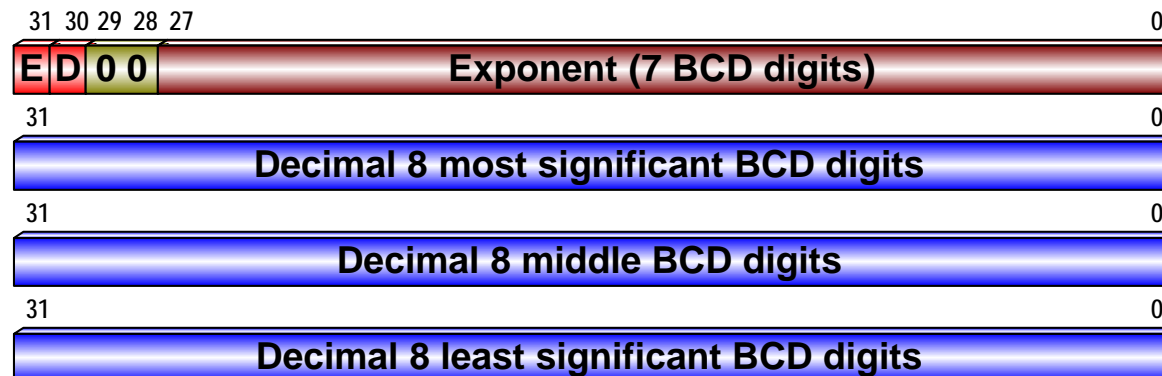 31 30 29 28 27 0
E D 0 0 Exponent (7 BCD digits)
31 0
Decimal 8 most significant BCD digits
31 0
Decimal 8 middle BCD digits
31 0
Decimal 8 least significant BCD digits